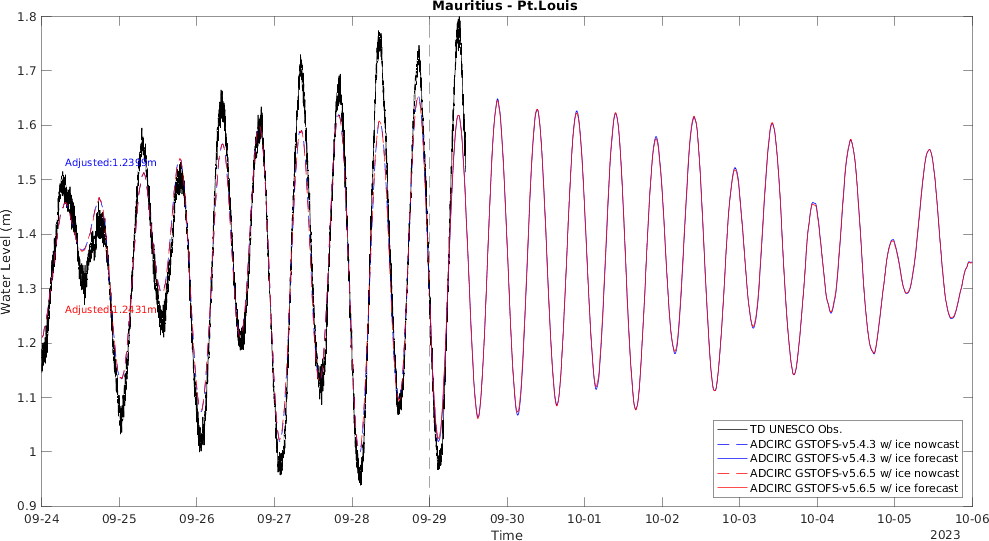 Mauritius - Pt.Louis
1.8
1.7
1.6
1.5
1.4
1.3
1.2
1.1
1
0.9
Water Level (m)
Adjusted:1.2399m
Adjusted:1.2431m
TD UNESCO Obs.
ADCIRC GSTOFS-v5.4.3 w/ ice nowcast
ADCIRC GSTOFS-v5.4.3 w/ ice forecast
ADCIRC GSTOFS-v5.6.5 w/ ice nowcast
ADCIRC GSTOFS-v5.6.5 w/ ice forecast
09-24 09-25 09-26 09-27 09-28 09-29 09-30 10-01 10-02 10-03 10-04 10-05 10-06
Time
2023